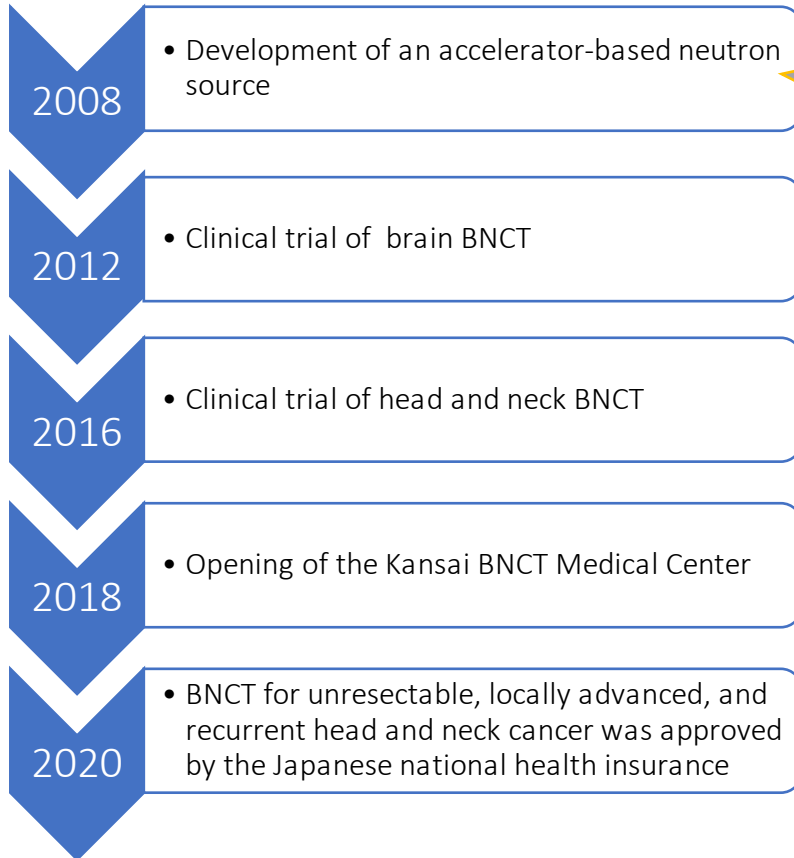 2008
• Development of an accelerator-based neutron
source
2012
• Clinical trial of  brain BNCT
2016
• Clinical trial of head and neck BNCT
2018
• Opening of the Kansai BNCT Medical Center
2020
• BNCT for unresectable, locally advanced, and
recurrent head and neck cancer was approved
by the Japanese national health insurance